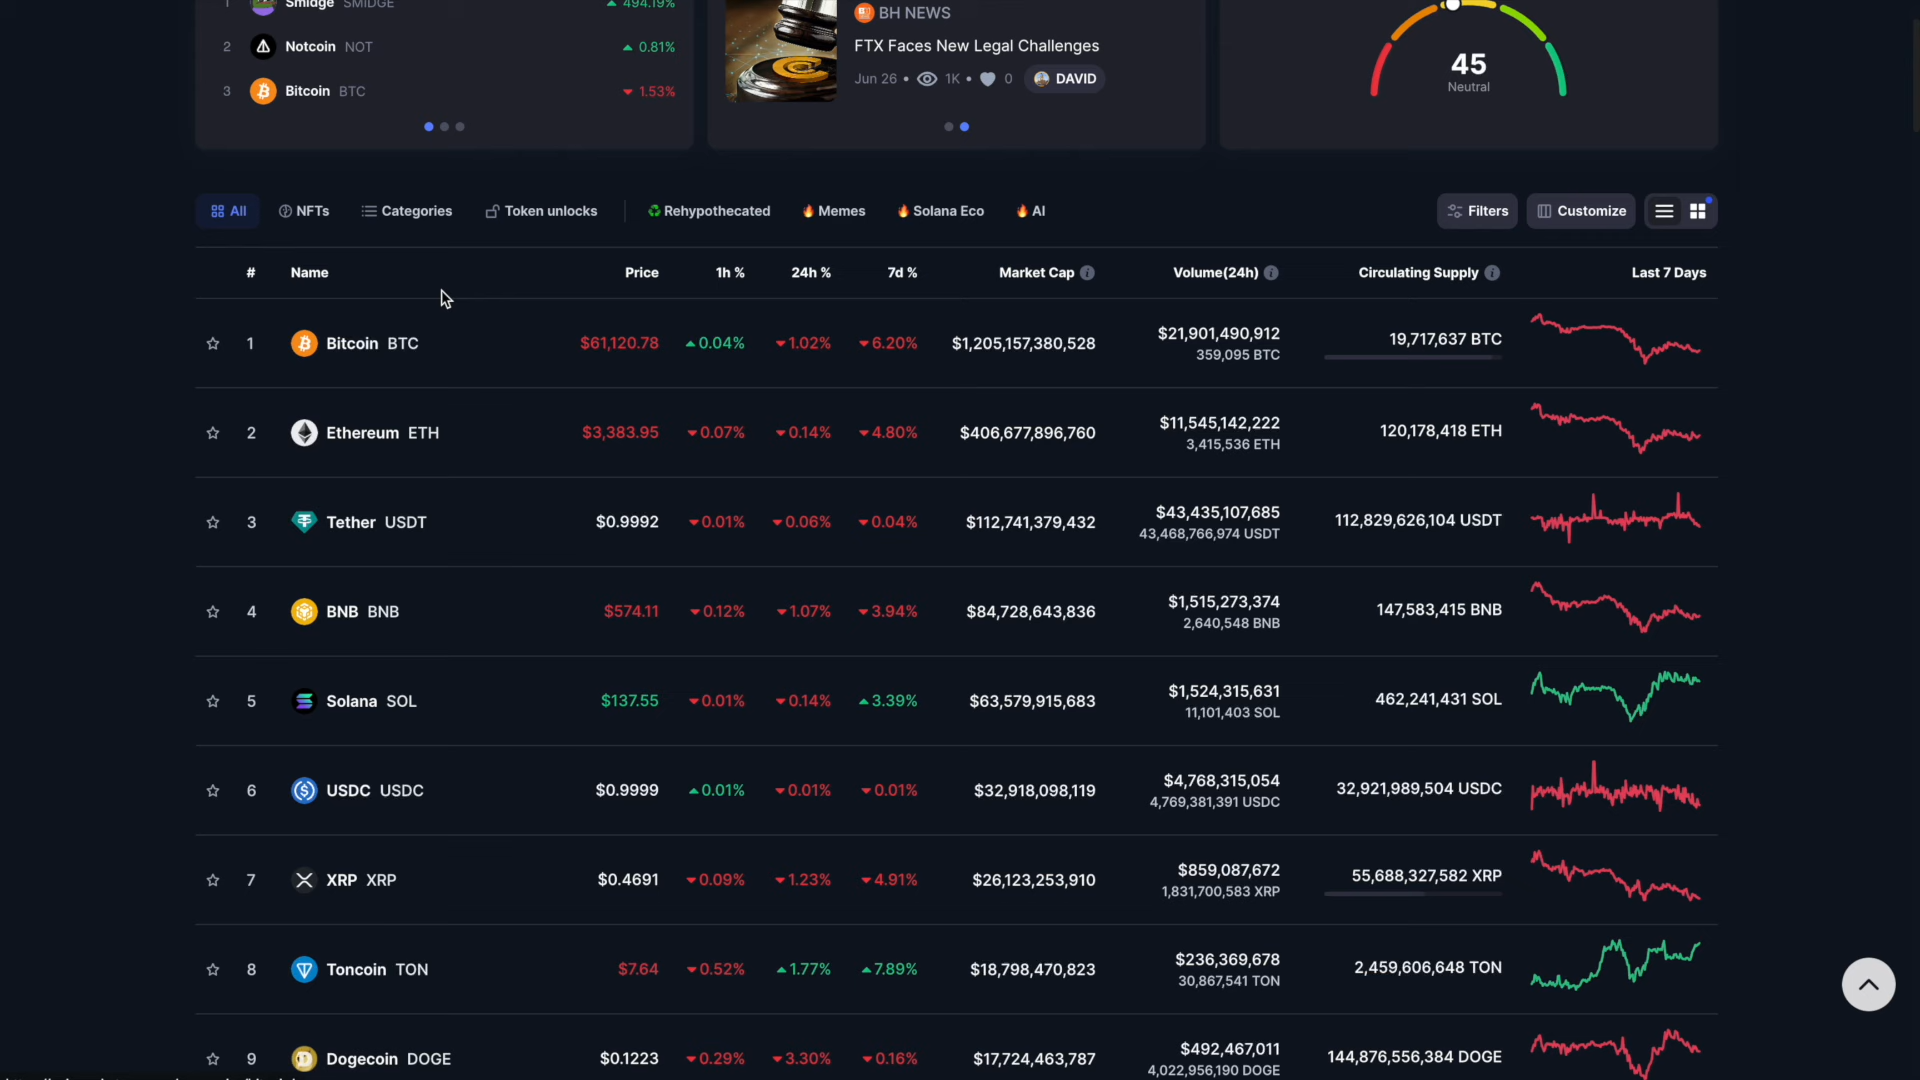 1 Smidge SMIDGE 494.19%
2 Notcoin NOT 0.81%
3 Bitcoin BTC 1.53%
BH NEWS
FTX Faces New Legal Challenges
Jun 26 • 1K • 0 DAVID
45
Neutral
All NFTs Categories Token unlocks Rehypothecated Memes Solana Eco AI Filters Customize
# Name Price 1h % 24h % 7d % Market Cap Volume(24h) Circulating Supply Last 7 Days
1 Bitcoin BTC $61,120.78 0.04% 1.02% 6.20% $1,205,157,380,528 $21,901,490,912 19,717,637 BTC
359,095 BTC
2 Ethereum ETH $3,383.95 0.07% 0.14% 4.80% $406,677,896,760 $11,545,142,222 120,178,418 ETH
3,415,536 ETH
3 Tether USDT $0.9992 0.01% 0.06% 0.04% $112,741,379,432 $43,435,107,685 112,829,626,104 USDT
43,468,766,974 USDT
4 BNB BNB $574.11 0.12% 1.07% 3.94% $84,728,643,836 $1,515,273,374 147,583,415 BNB
2,640,548 BNB
5 Solana SOL $137.55 0.01% 0.14% 3.39% $63,579,915,683 $1,524,315,631 462,241,431 SOL
11,101,403 SOL
6 USDC USDC $0.9999 0.01% 0.01% 0.01% $32,918,098,119 $4,768,315,054 32,921,989,504 USDC
4,769,381,391 USDC
7 XRP XRP $0.4691 0.09% 1.23% 4.91% $26,123,253,910 $859,087,672 55,688,327,582 XRP
1,831,700,583 XRP
8 Toncoin TON $7.64 0.52% 1.77% 7.89% $18,798,470,823 $236,369,678 2,459,606,648 TON
30,867,541 TON
9 Dogecoin DOGE $0.1223 0.29% 3.30% 0.16% $17,724,463,787 $492,467,011 144,876,556,384 DOGE
4,022,956,190 DOGE